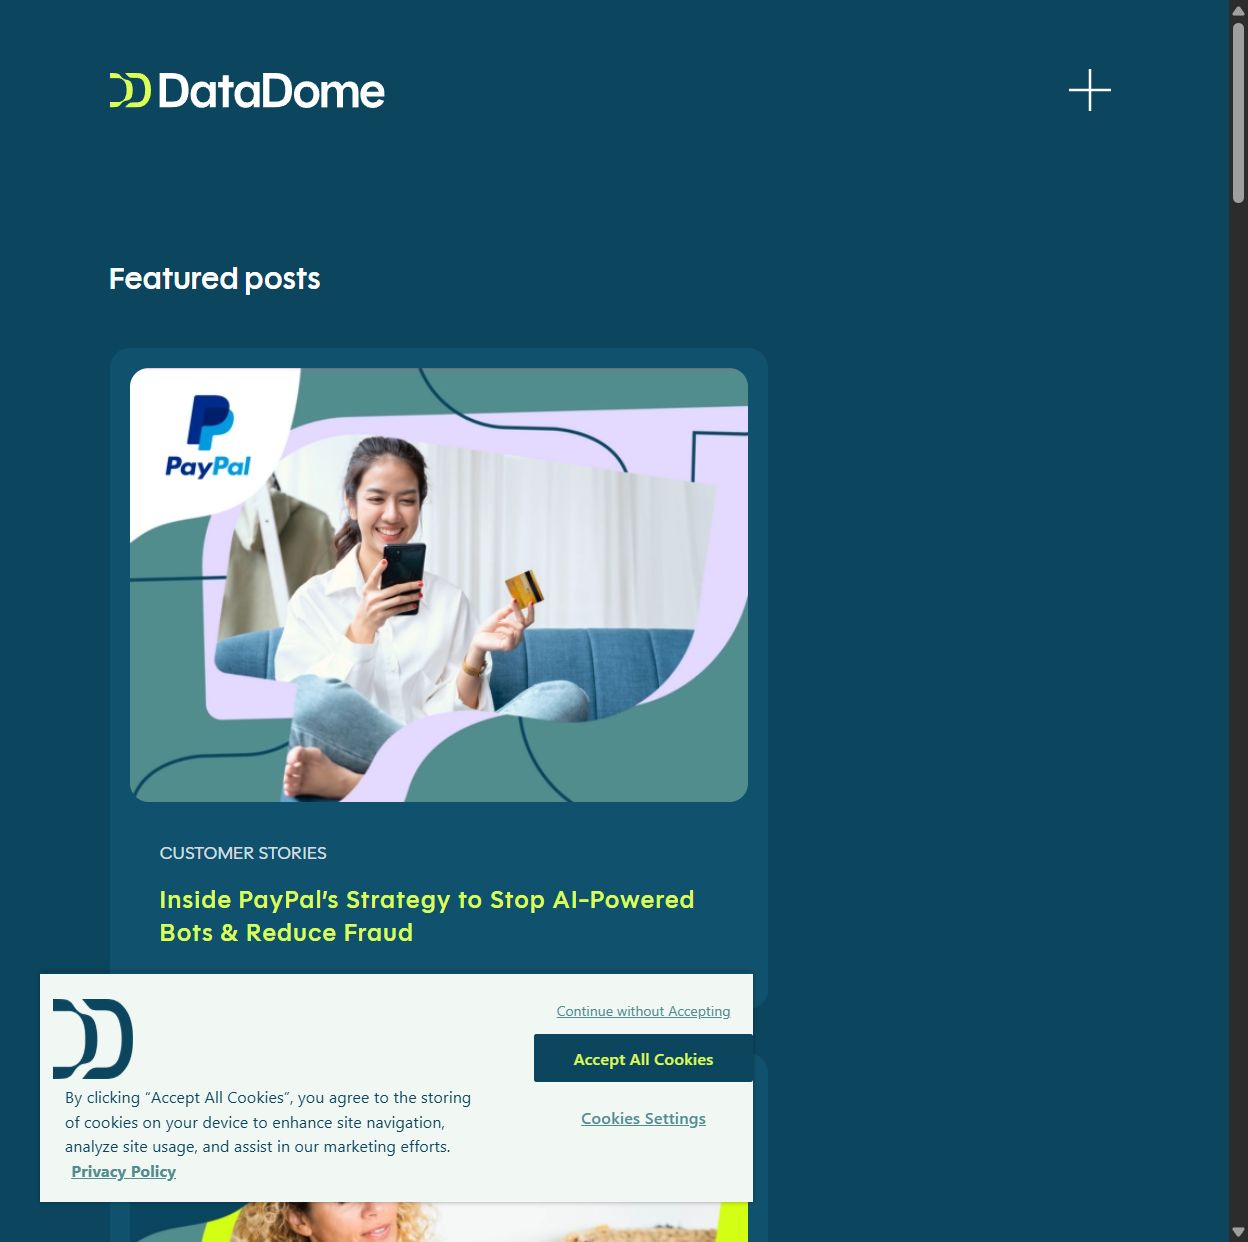 DataDome
Featured posts
PayPal
CUSTOMER STORIES
Inside PayPal’s Strategy to Stop AI-Powered
Bots & Reduce Fraud
Continue without Accepting
Accept All Cookies
By clicking “Accept All Cookies”, you agree to the storing
of cookies on your device to enhance site navigation,
analyze site usage, and assist in our marketing efforts.
Privacy Policy
Cookies Settings